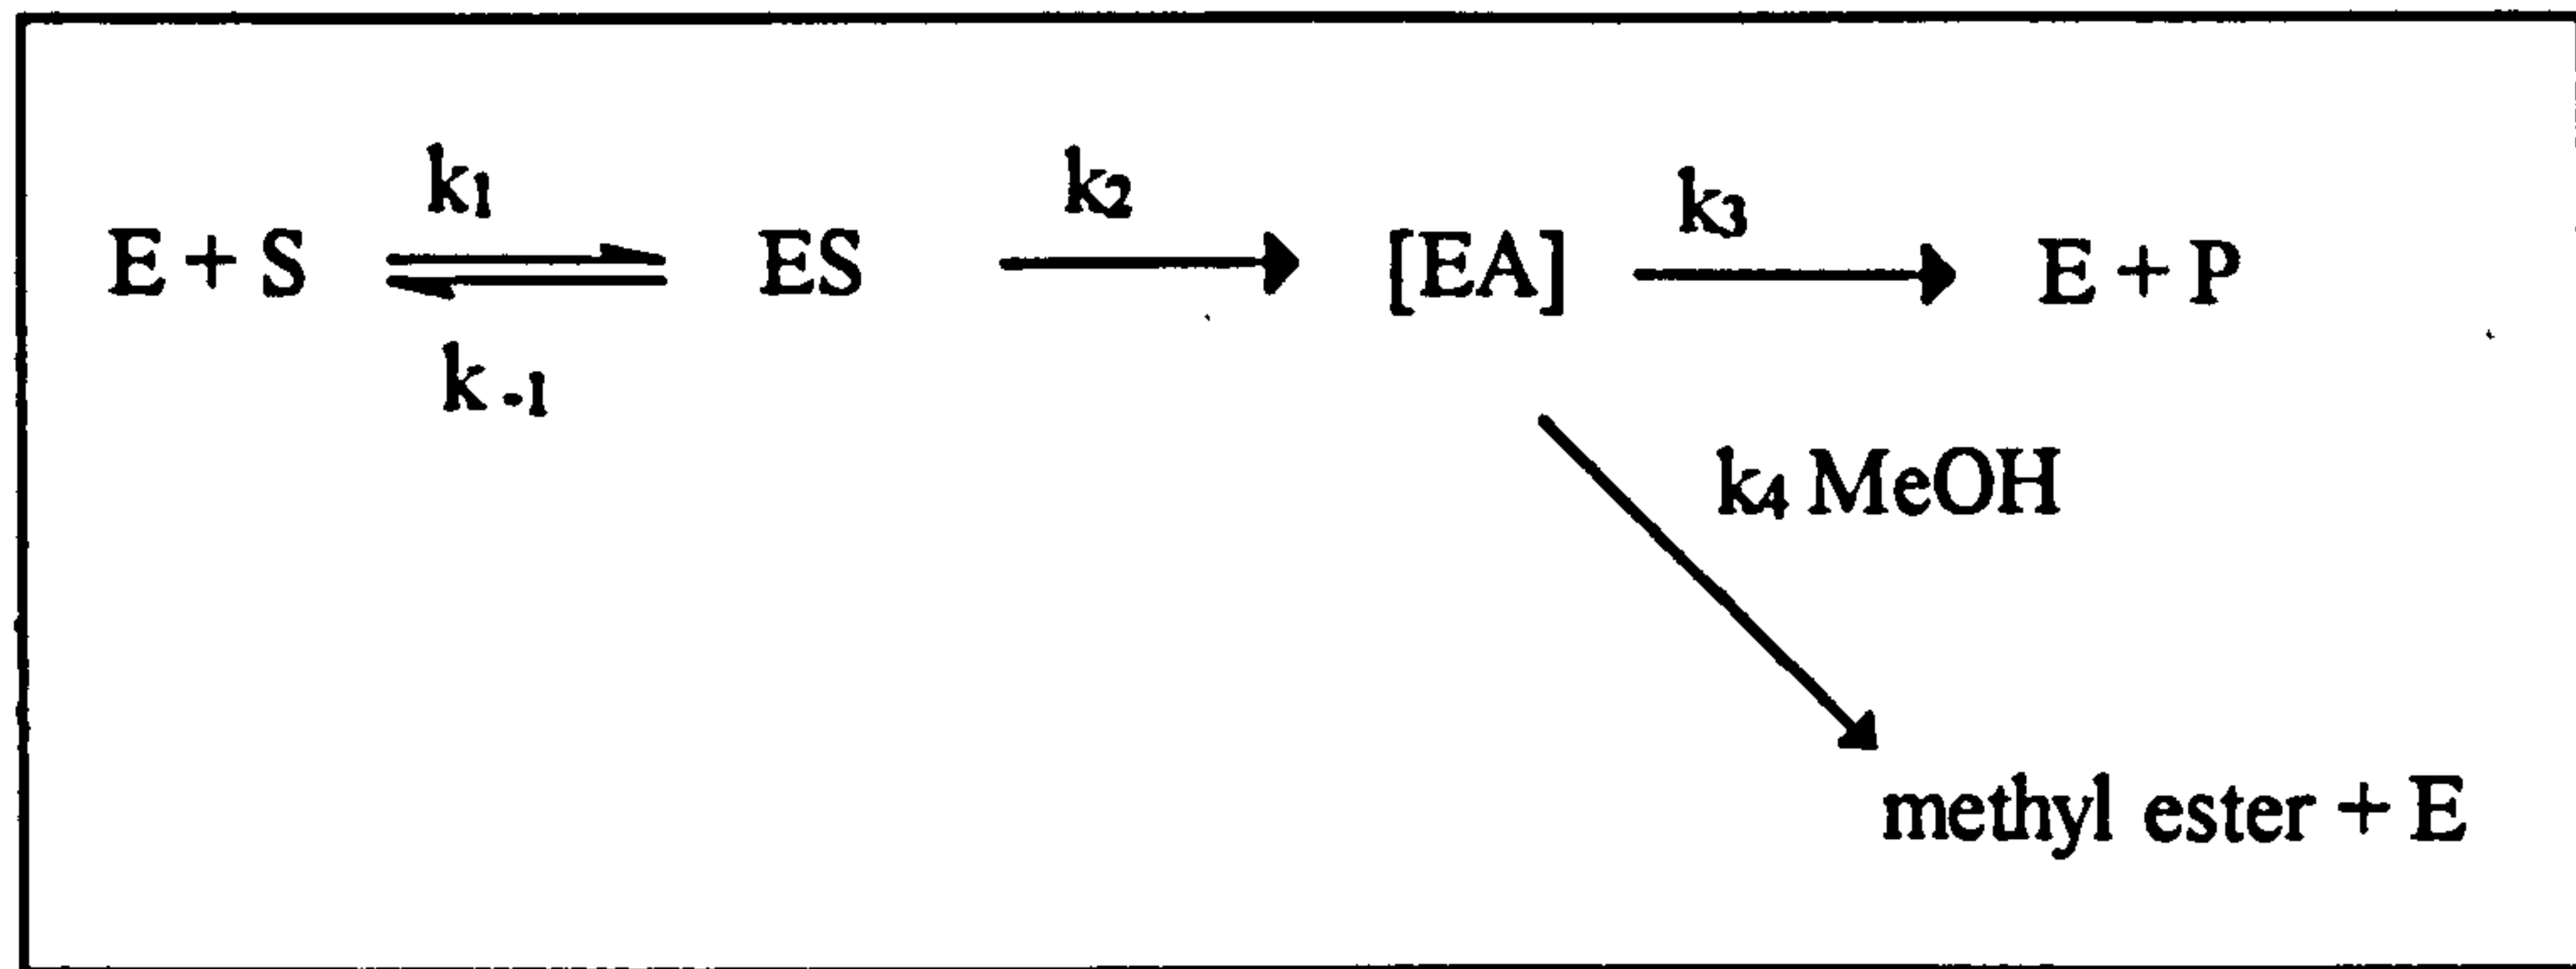 k1 k2 k3
E + S ES [EA] E + P
k -1
k4 MeOH
methyl ester + E